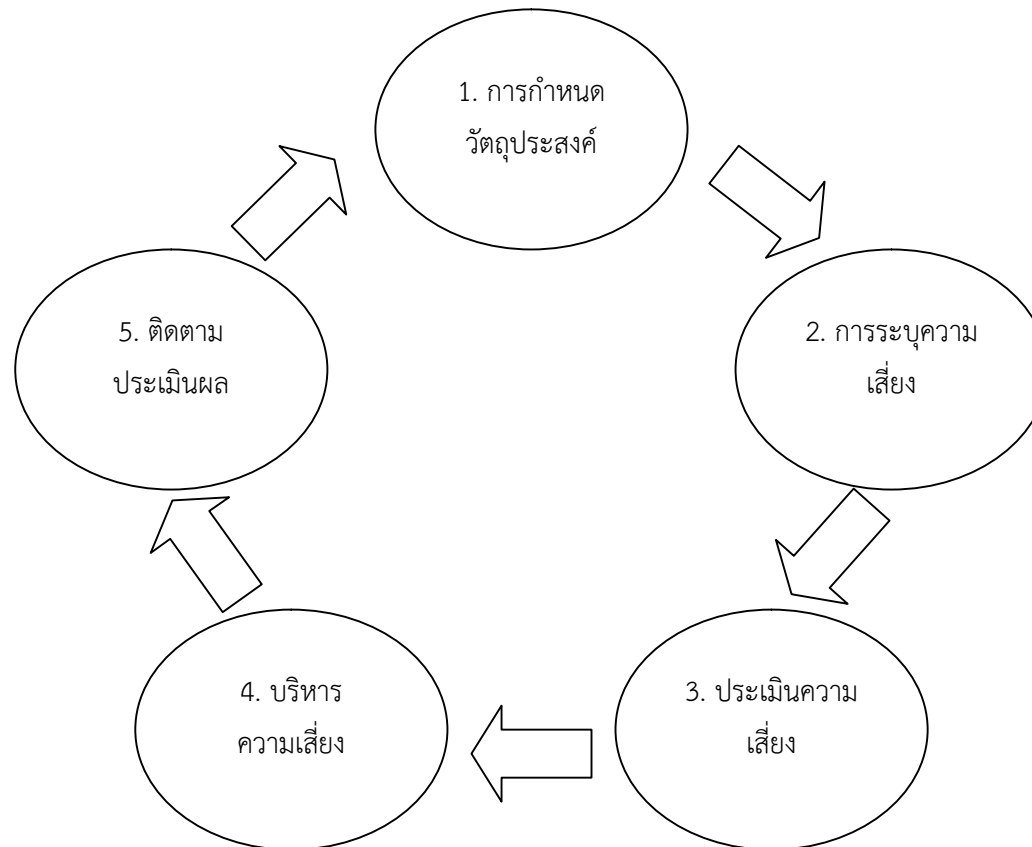 1. การกำหนด
วัตถุประสงค์
2. การระบุความ
เสี่ยง
3. ประเมินความ
เสี่ยง
4. บริหาร
ความเสี่ยง
5. ติดตาม
ประเมินผล